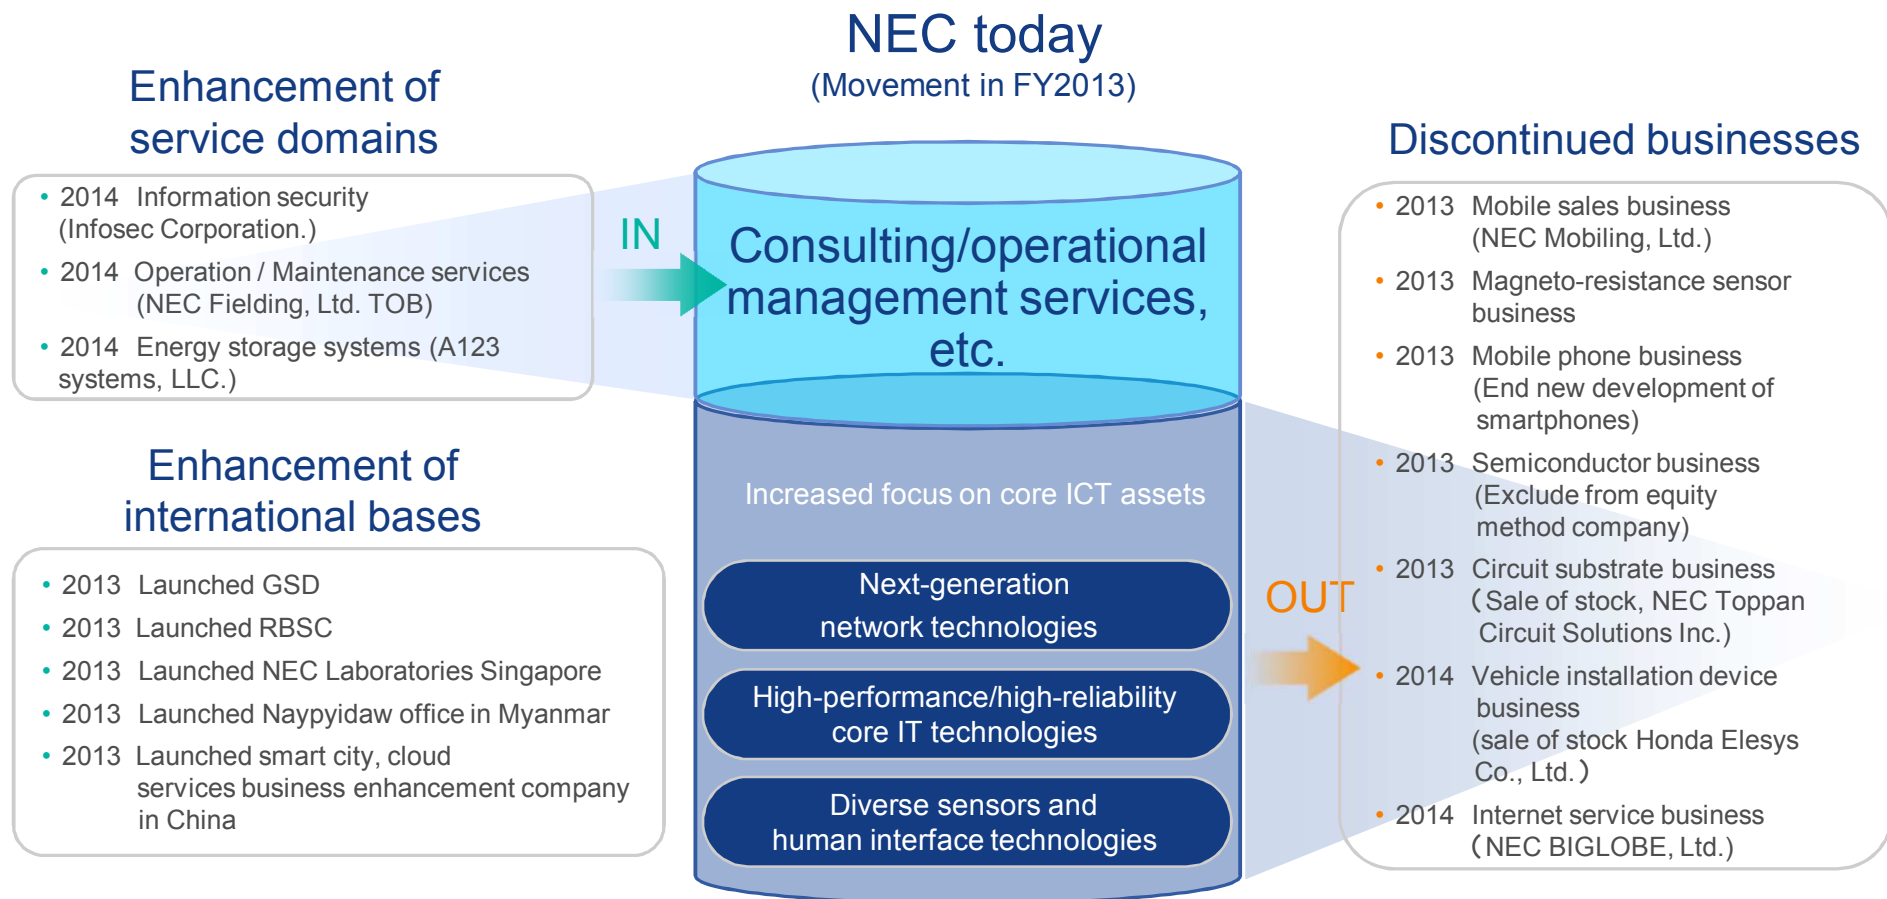 NEC today
(Movement in FY2013)
Enhancement of
service domains
• 2014 Information security
(Infosec Corporation.)
• 2014 Operation / Maintenance services
(NEC Fielding, Ltd. TOB)
• 2014 Energy storage systems (A123
systems, LLC.)
Enhancement of
international bases
• 2013 Launched GSD
• 2013 Launched RBSC
• 2013 Launched NEC Laboratories Singapore
• 2013 Launched Naypyidaw office in Myanmar
• 2013 Launched smart city, cloud
services business enhancement company
in China
IN
Consulting/operational
management services,
etc.
Increased focus on core ICT assets
Next-generation
network technologies
High-performance/high-reliability
core IT technologies
Diverse sensors and
human interface technologies
OUT
Discontinued businesses
• 2013 Mobile sales business
(NEC Mobiling, Ltd.)
• 2013 Magneto-resistance sensor
business
• 2013 Mobile phone business
(End new development of
smartphones)
• 2013 Semiconductor business
(Exclude from equity
method company)
• 2013 Circuit substrate business
（Sale of stock, NEC Toppan
Circuit Solutions Inc.)
• 2014 Vehicle installation device
business
(sale of stock Honda Elesys
Co., Ltd.）
• 2014 Internet service business
（NEC BIGLOBE, Ltd.)